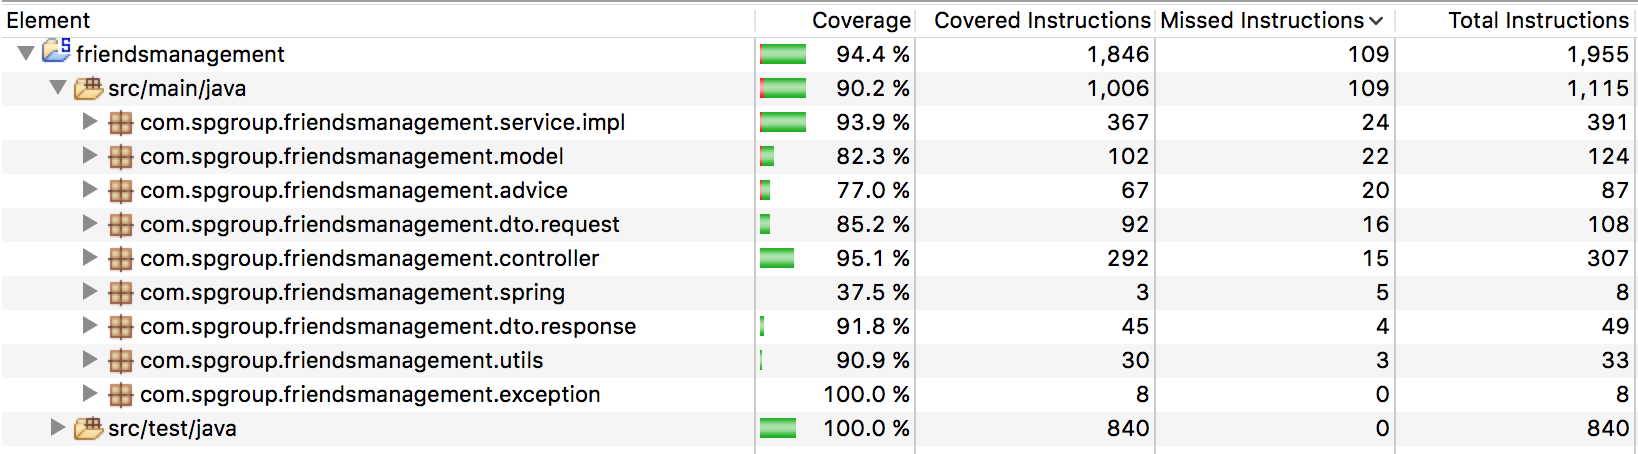 Element Coverage Covered Instructions Missed Instructions Total Instructions
friendsmanagement 94.4 % 1,846 109 1,955
src/main/java 90.2 % 1,006 109 1,115
com.spgroup.friendsmanagement.service.impl 93.9 % 367 24 391
com.spgroup.friendsmanagement.model 82.3 % 102 22 124
com.spgroup.friendsmanagement.advice 77.0 % 67 20 87
com.spgroup.friendsmanagement.dto.request 85.2 % 92 16 108
com.spgroup.friendsmanagement.controller 95.1 % 292 15 307
com.spgroup.friendsmanagement.spring 37.5 % 3 5 8
com.spgroup.friendsmanagement.dto.response 91.8 % 45 4 49
com.spgroup.friendsmanagement.utils 90.9 % 30 3 33
com.spgroup.friendsmanagement.exception 100.0 % 8 0 8
src/test/java 100.0 % 840 0 840